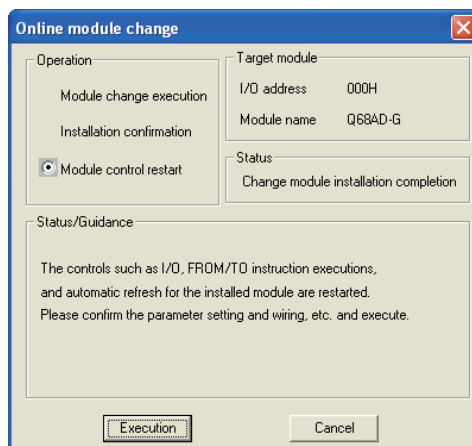 Online module change
Operation
Module change execution
Installation confirmation
Module control restart
Target module
I/O address 000H
Module name Q68AD-G
Status
Change module installation completion
Status/Guidance
The controls such as I/O, FROM/TO instruction executions,
and automatic refresh for the installed module are restarted.
Please confirm the parameter setting and wiring, etc. and execute.
Execution
Cancel